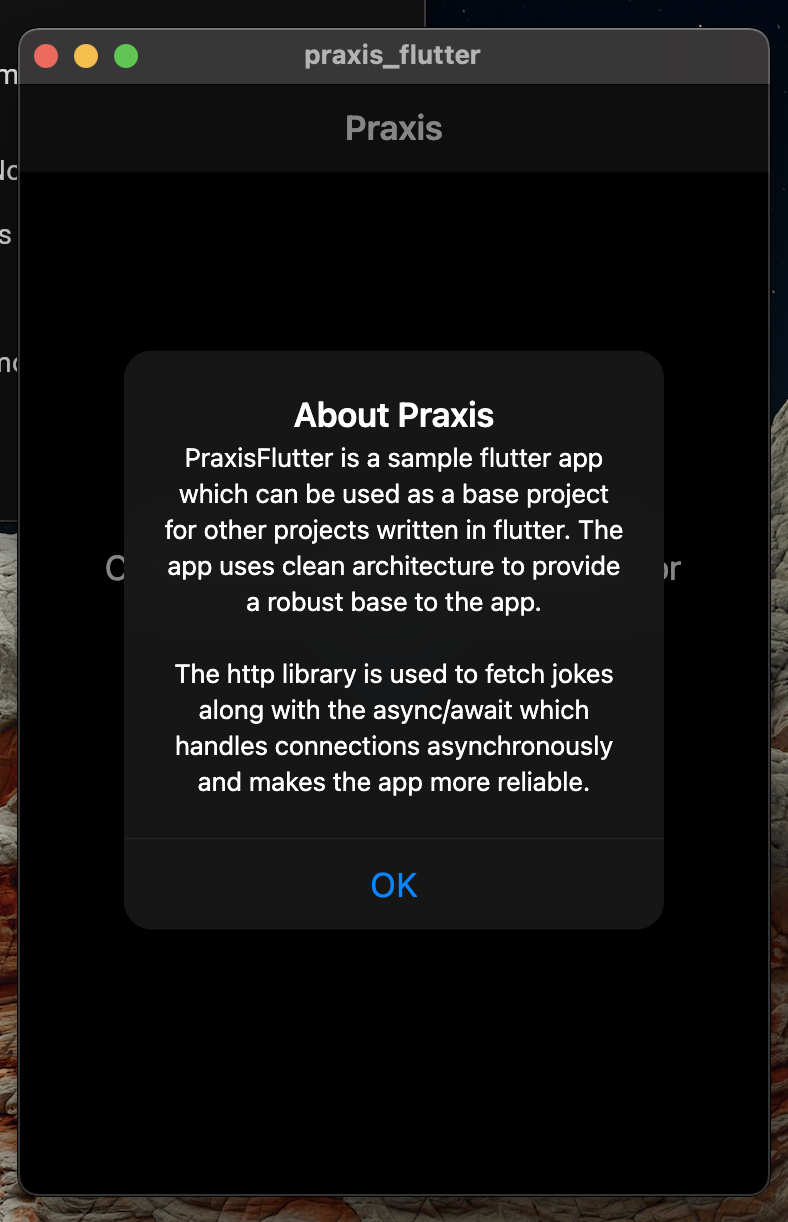 praxis_flutter
Praxis
About Praxis
PraxisFlutter is a sample flutter app
which can be used as a base project
for other projects written in flutter. The
app uses clean architecture to provide
a robust base to the app.
The http library is used to fetch jokes
along with the async/await which
handles connections asynchronously
and makes the app more reliable.
OK